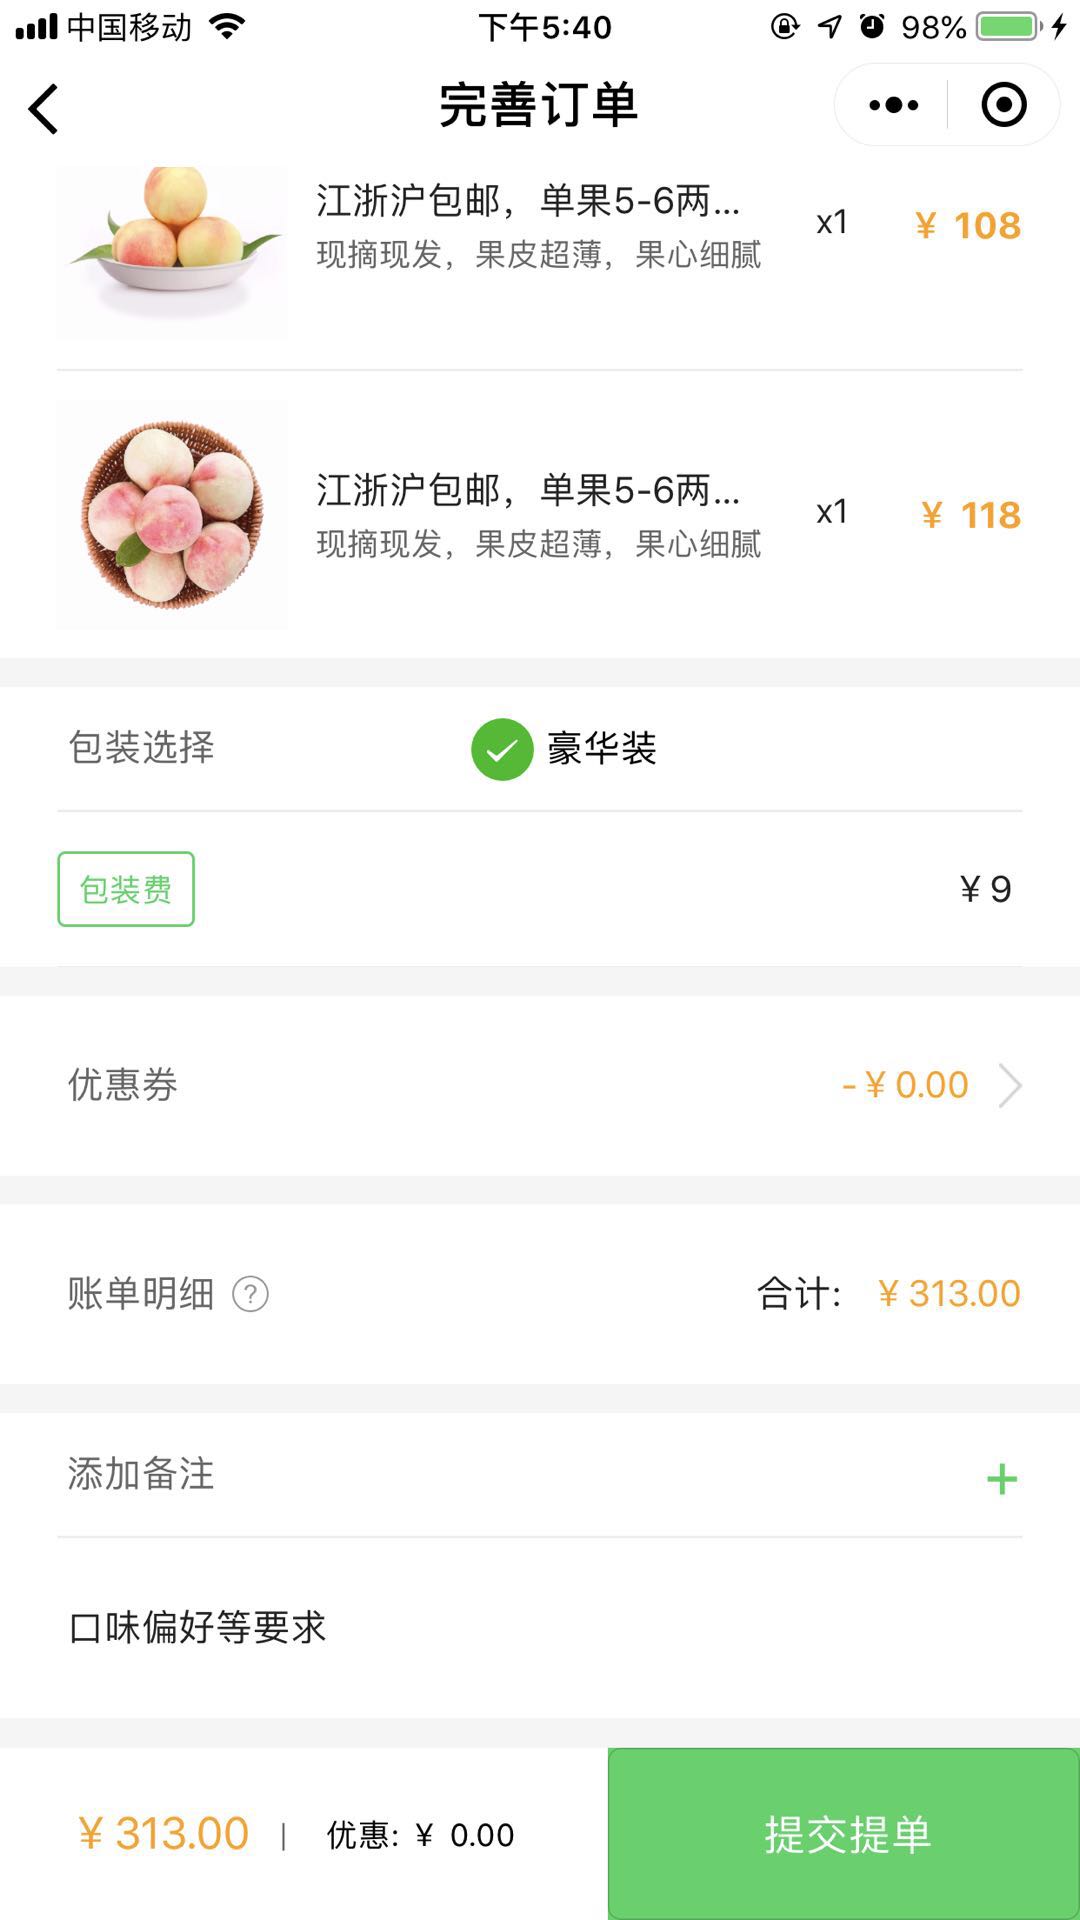 中国移动
下午5:40
98%
完善订单
江浙沪包邮，单果5-6两...
现摘现发，果皮超薄，果心细腻
x1
¥ 108
江浙沪包邮，单果5-6两...
现摘现发，果皮超薄，果心细腻
x1
¥ 118
包装选择
豪华装
包装费
¥ 9
优惠券
- ¥ 0.00
账单明细 ?
合计: ¥ 313.00
添加备注
+
口味偏好等要求
¥ 313.00 | 优惠: ¥ 0.00
提交提单